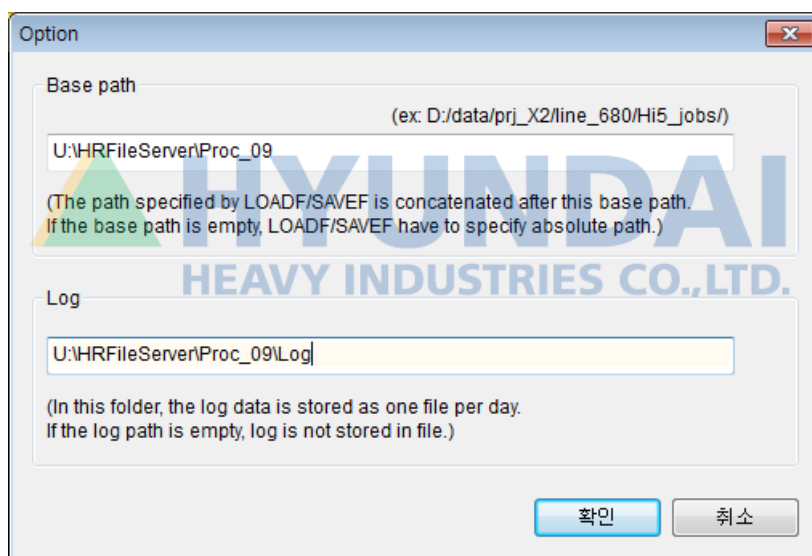 Option
Base path
(ex: D:/data/prj_X2/line_680/Hi5_jobs/)
U:\HRFileServer\Proc_09
(The path specified by LOADF/SAVEF is concatenated after this base path.
If the base path is empty, LOADF/SAVEF have to specify absolute path.)
HYUNDAI
HEAVY INDUSTRIES CO.,LTD.
Log
U:\HRFileServer\Proc_09\Log
(In this folder, the log data is stored as one file per day.
If the log path is empty, log is not stored in file.)
확인
취소